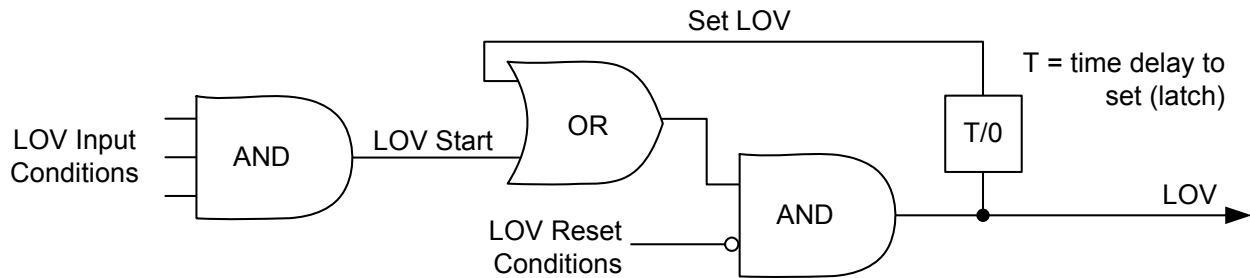 Set LOV
T = time delay to
set (latch)
OR
T/0
LOV Input
Conditions
AND
LOV Start
AND
LOV
LOV Reset
Conditions